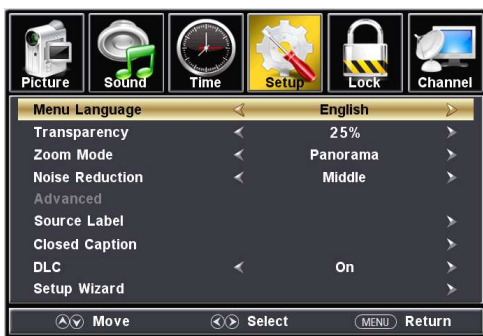 Picture Sound Time Setup Lock Channel
Menu Language English
Transparency 25%
Zoom Mode Panorama
Noise Reduction Middle
Advanced
Source Label
Closed Caption
DLC On
Setup Wizard
Move Select MENU Return